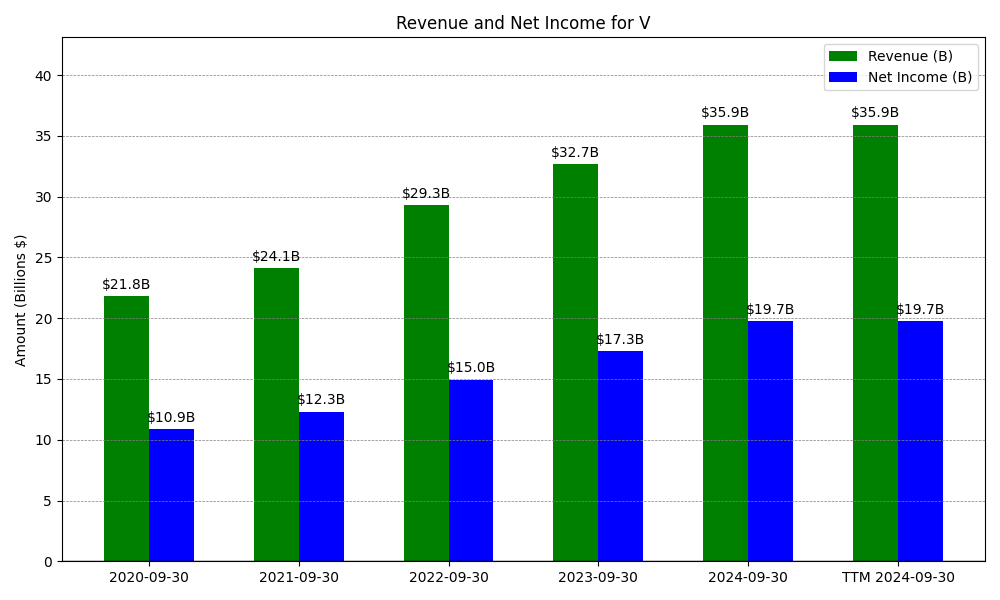 Revenue and Net Income for V
Revenue (B)
Net Income (B)
Amount (Billions $)
40
35
30
25
20
15
10
5
0
$21.8B
$24.1B
$29.3B
$32.7B
$35.9B
$35.9B
$10.9B
$12.3B
$15.0B
$17.3B
$19.7B
$19.7B
2020-09-30
2021-09-30
2022-09-30
2023-09-30
2024-09-30
TTM 2024-09-30